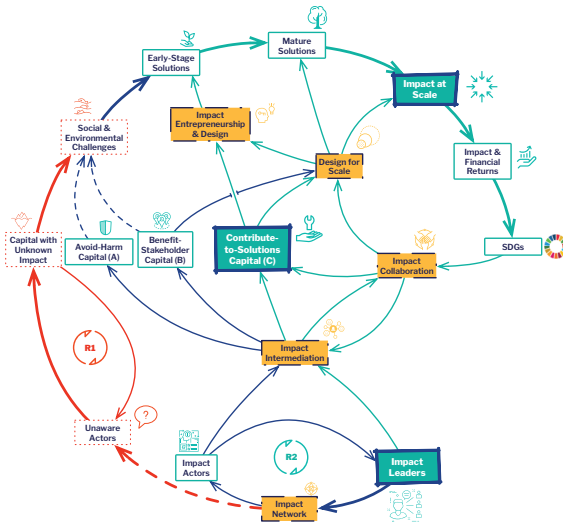 Mature
Solutions
Early-Stage
Solutions
Impact at
Scale
Impact
Entrepreneurship
& Design
Social &
Environmental
Challenges
Design for
Scale
Impact &
Financial
Returns
Capital with
Unknown
Impact
Avoid-Harm
Capital (A)
Benefit-
Stakeholder
Capital (B)
Contribute-
to-Solutions
Capital (C)
Impact
Collaboration
SDGs
R1
Impact
Intermediation
?
Unaware
Actors
Impact
Actors
R2
Impact
Leaders
Impact
Network